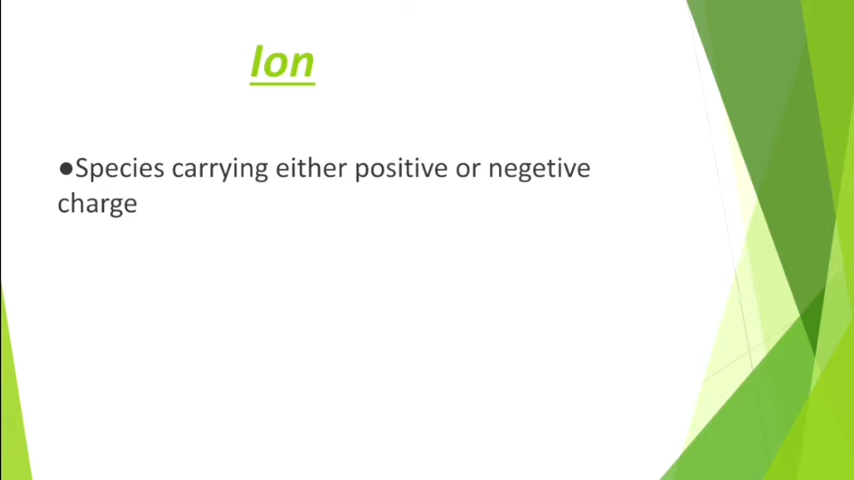 Ion
●Species carrying either positive or negetive
charge